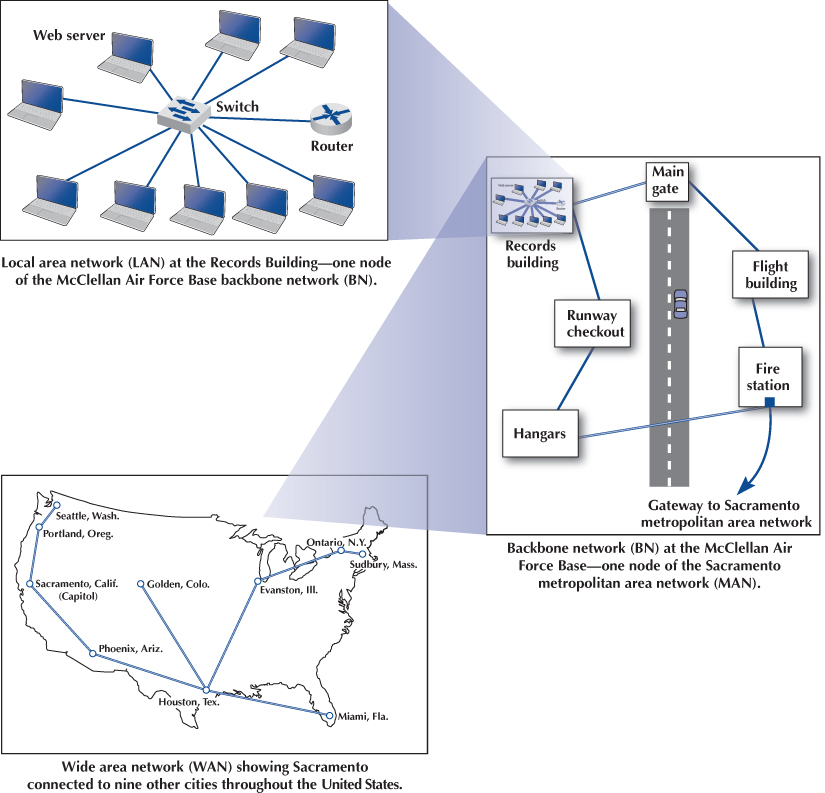 Web server
Switch
Router
Local area network (LAN) at the Records Building—one node
of the McClellan Air Force Base backbone network (BN).
Main
gate
Records
building
Flight
building
Runway
checkout
Fire
station
Hangars
Gateway to Sacramento
metropolitan area network
Backbone network (BN) at the McClellan Air
Force Base—one node of the Sacramento
metropolitan area network (MAN).
Seattle, Wash.
Portland, Oreg.
Ontario, N.Y.
Sudbury, Mass.
Sacramento, Calif.
(Capitol)
Golden, Colo.
Evanston, Ill.
Phoenix, Ariz.
Houston, Tex.
Miami, Fla.
Wide area network (WAN) showing Sacramento
connected to nine other cities throughout the United States.